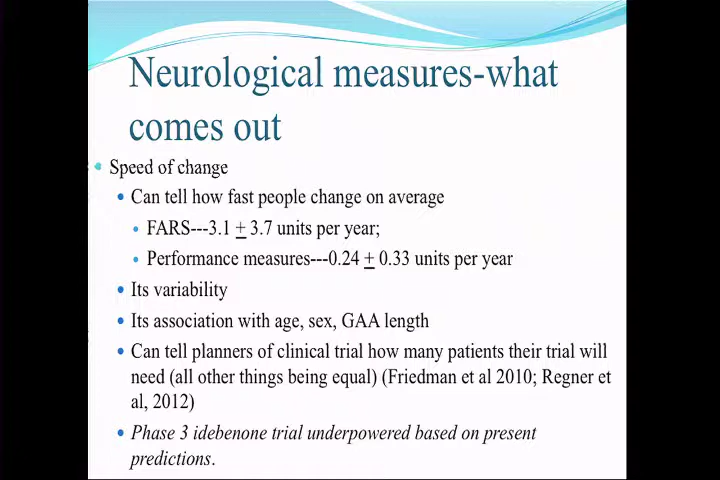 Neurological measures-what
comes out
Speed of change
Can tell how fast people change on average
FARS---3.1 ± 3.7 units per year;
Performance measures---0.24 ± 0.33 units per year
Its variability
Its association with age, sex, GAA length
Can tell planners of clinical trial how many patients their trial will
need (all other things being equal) (Friedman et al 2010; Regner et
al, 2012)
Phase 3 idebenone trial underpowered based on present
predictions.